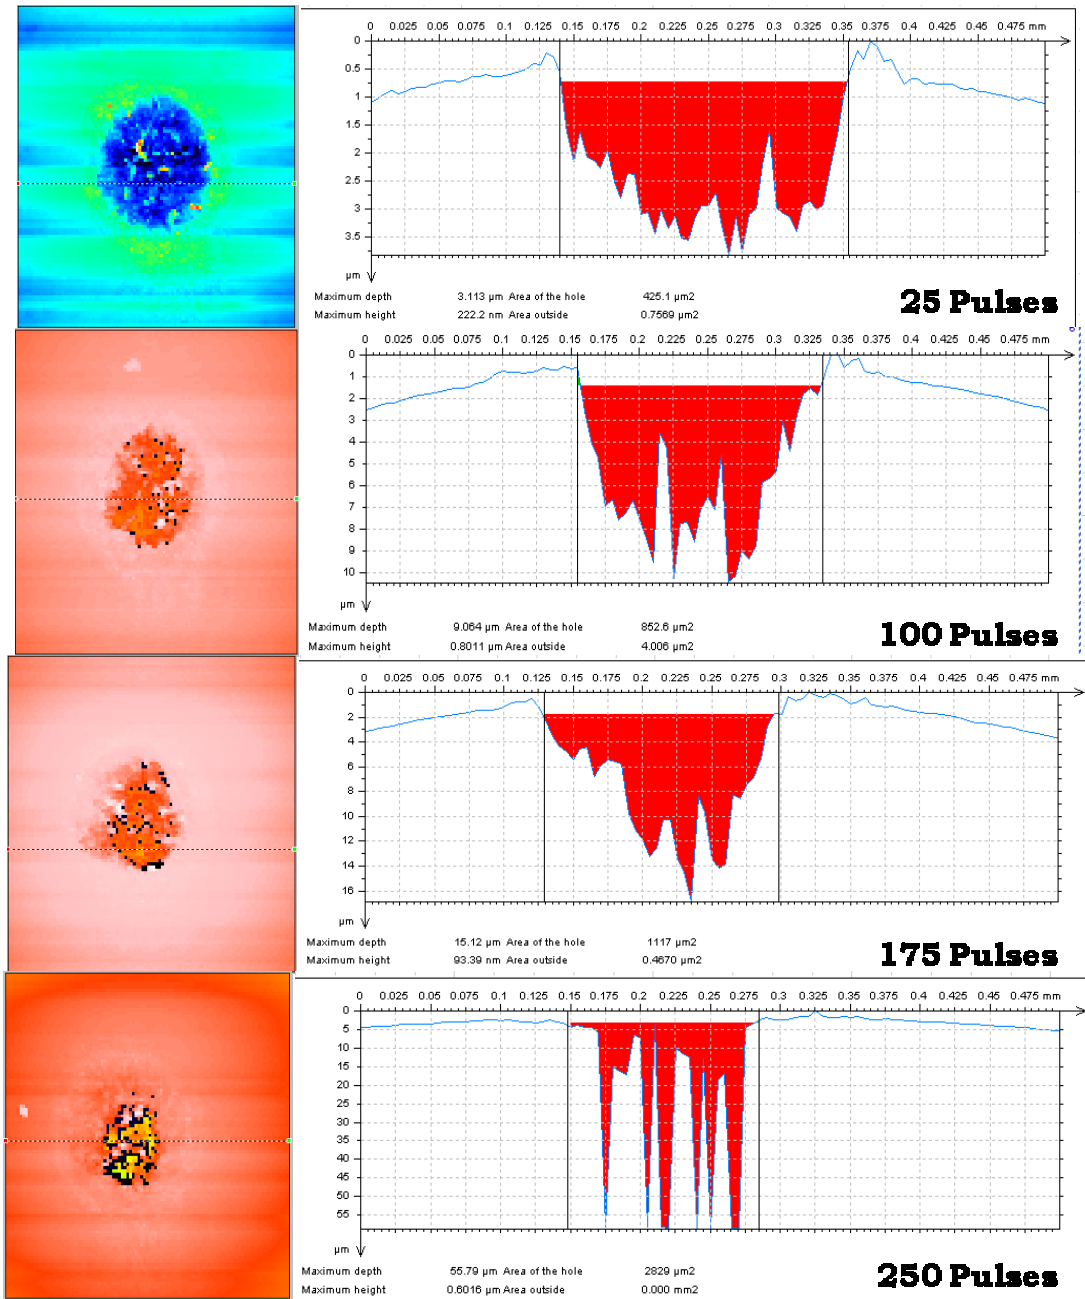 0 0.025 0.05 0.075 0.1 0.125 0.15 0.175 0.2 0.225 0.25 0.275 0.3 0.325 0.35 0.375 0.4 0.425 0.45 0.475 mm
0
0.5
1
1.5
2
2.5
3
3.5
µm
Maximum depth 3.113 µm Area of the hole 425.1 µm2
Maximum height 222.2 nm Area outside 0.7569 µm2
25 Pulses
0 0.025 0.05 0.075 0.1 0.125 0.15 0.175 0.2 0.225 0.25 0.275 0.3 0.325 0.35 0.375 0.4 0.425 0.45 0.475 mm
0
1
2
3
4
5
6
7
8
9
10
µm
Maximum depth 9.064 µm Area of the hole 852.6 µm2
Maximum height 0.8011 µm Area outside 4.006 µm2
100 Pulses
0 0.025 0.05 0.075 0.1 0.125 0.15 0.175 0.2 0.225 0.25 0.275 0.3 0.325 0.35 0.375 0.4 0.425 0.45 0.475 mm
0
2
4
6
8
10
12
14
16
µm
Maximum depth 15.12 µm Area of the hole 1117 µm2
Maximum height 93.39 nm Area outside 0.4670 µm2
175 Pulses
0 0.025 0.05 0.075 0.1 0.125 0.15 0.175 0.2 0.225 0.25 0.275 0.3 0.325 0.35 0.375 0.4 0.425 0.45 0.475 mm
0
5
10
15
20
25
30
35
40
45
50
55
µm
Maximum depth 55.79 µm Area of the hole 2829 µm2
Maximum height 0.6016 µm Area outside 0.000 mm2
250 Pulses